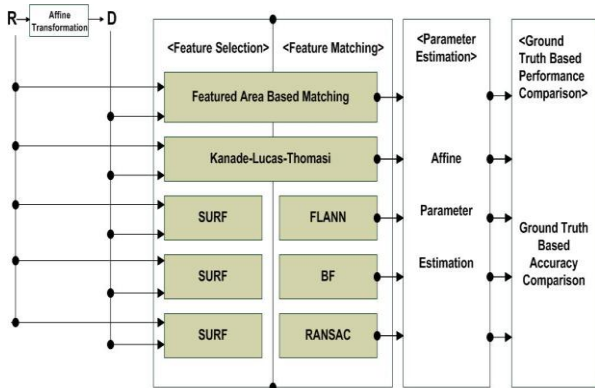 R
Affine
Transformation
D
<Feature Selection>
<Feature Matching>
<Parameter
Estimation>
<Ground
Truth Based
Performance
Comparison>
Featured Area Based Matching
Kanade-Lucas-Thomasi
SURF
FLANN
SURF
BF
SURF
RANSAC
Affine
Parameter
Estimation
Ground Truth
Based
Accuracy
Comparison